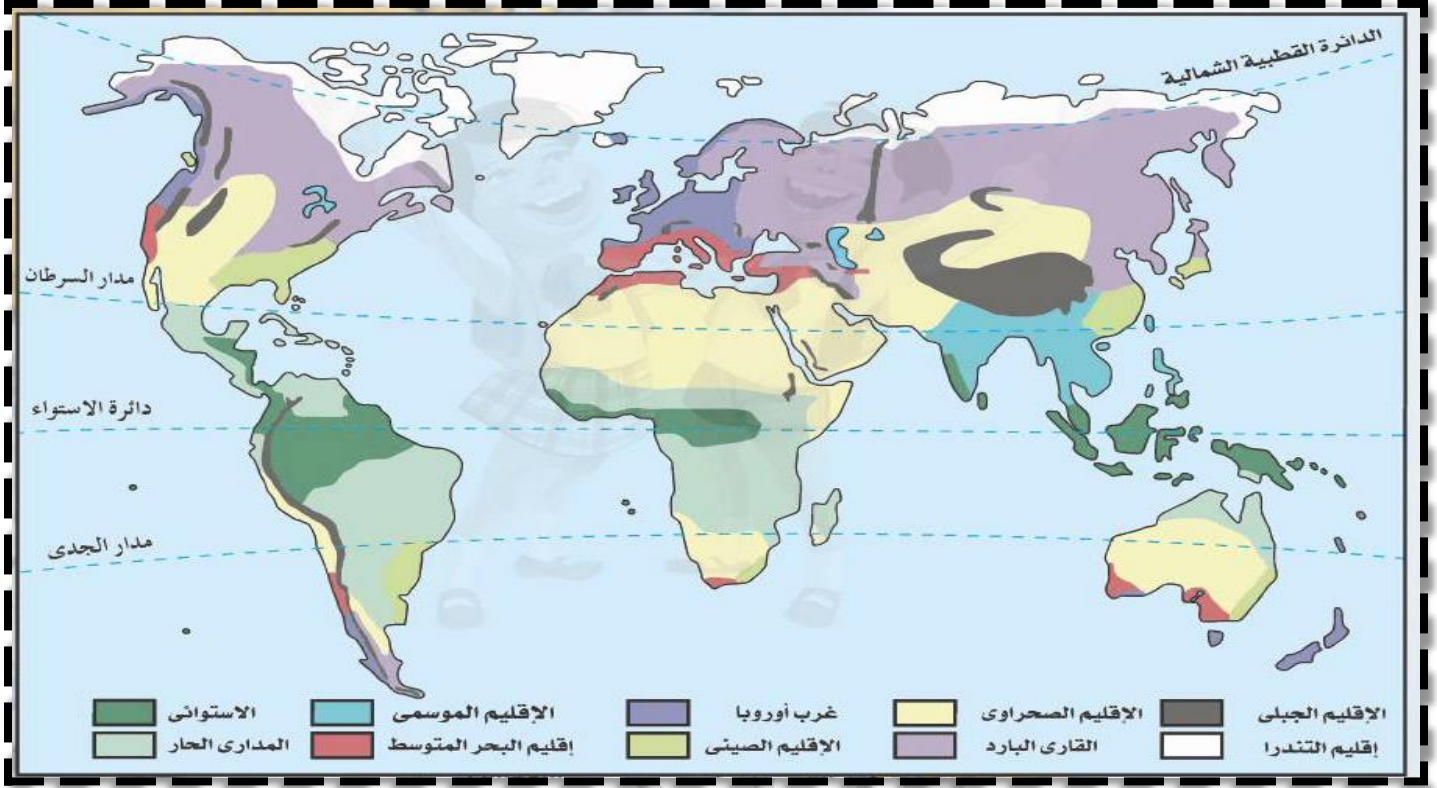 الدائرة القطبية الشمالية
مدار السرطان
دائرة الاستواء
مدار الجدى
الإقليم الجبلى
الإقليم الصحراوى
غرب أوروبا
الإقليم الموسمى
الاستوائى
إقليم التندرا
القارى البارد
الإقليم الصينى
إقليم البحر المتوسط
المدارى الحار